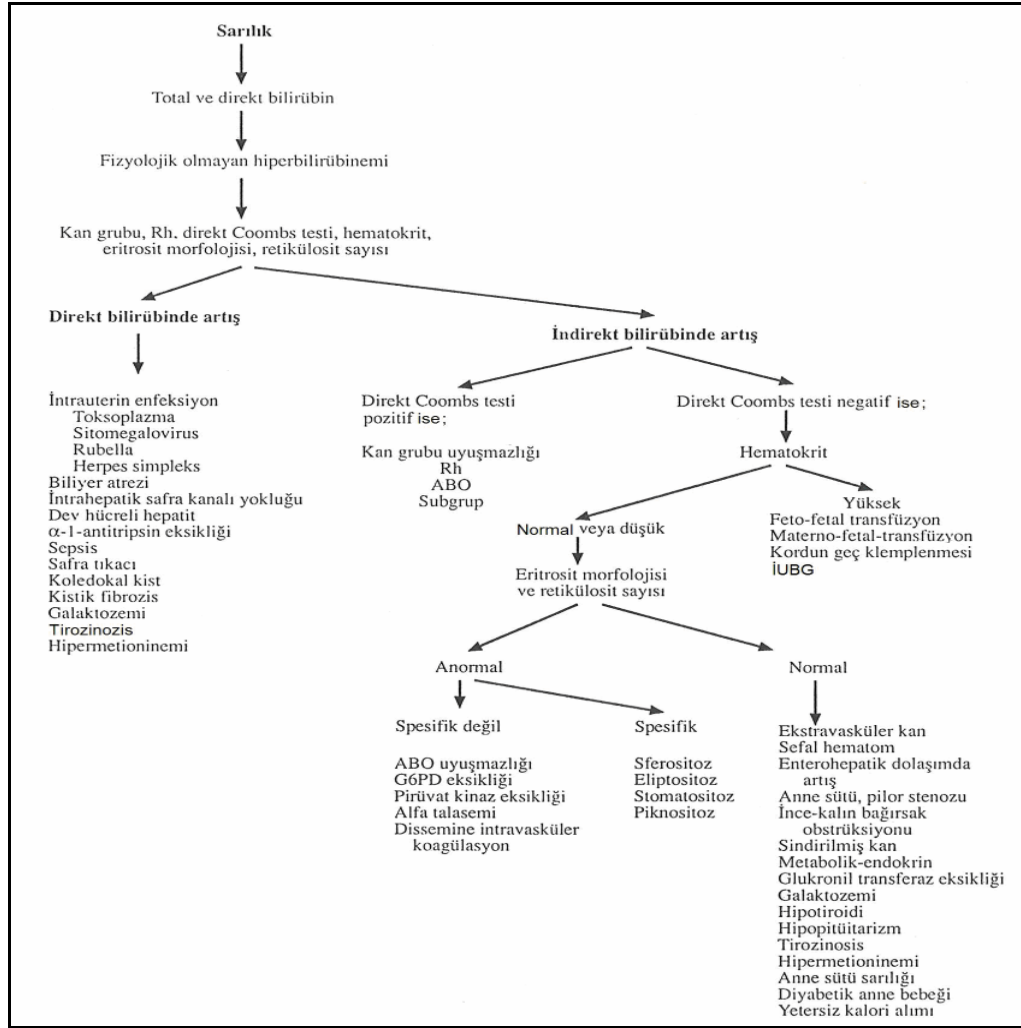 Sarılık
Total ve direkt bilirübin
Fizyolojik olmayan hiperbilirübinemi
Kan grubu, Rh, direkt Coombs testi, hematokrit,
eritrosit morfolojisi, retikülosit sayısı
Direkt bilirübinde artış
İntrauterin enfeksiyon
Toksoplazma
Sitomegalovirus
Rubella
Herpes simpleks
Biliyer atrezi
İntrahepatik safra kanalı yokluğu
Dev hücreli hepatit
α-1-antitripsin eksikliği
Sepsis
Safra tıkacı
Koledokal kist
Kistik fibrozis
Galaktozemi
Tirozinozis
Hipermetioninemi
İndirekt bilirübinde artış
Direkt Coombs testi
pozitif ise;
Kan grubu uyuşmazlığı
Rh
ABO
Subgrup
Direkt Coombs testi negatif ise;
Hematokrit
Yüksek
Feto-fetal transfüzyon
Materno-fetal-transfüzyon
Kordun geç klemplenmesi
İUBG
Normal veya düşük
Eritrosit morfolojisi
ve retikülosit sayısı
Anormal
Spesifik değil
ABO uyuşmazlığı
G6PD eksikliği
Pirüvat kinaz eksikliği
Alfa talasemi
Dissemine intravasküler
koagülasyon
Spesifik
Sferositoz
Eliptositoz
Stomatositoz
Piknositoz
Normal
Ekstravasküler kan
Sefal hematom
Enterohepatik dolaşımda
artış
Anne sütü, pilor stenozu
İnce-kalın bağırsak
obstrüksiyonu
Sindirilmiş kan
Metabolik-endokrin
Glukronil transferaz eksikliği
Galaktozemi
Hipotiroidi
Hipopitüitarizm
Tirozinosis
Hipermetioninemi
Anne sütü sarılığı
Diyabetik anne bebeği
Yetersiz kalori alımı